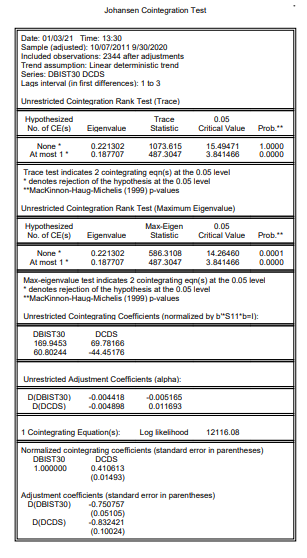 Johansen Cointegration Test
Date: 01/03/21 Time: 13:30
Sample (adjusted): 10/07/2011 9/30/2020
Included observations: 2344 after adjustments
Trend assumption: Linear deterministic trend
Series: DBIST30 DCDS
Lags interval (in first differences): 1 to 3
Unrestricted Cointegration Rank Test (Trace)
Hypothesized Trace 0.05
No. of CE(s) Eigenvalue Statistic Critical Value Prob.**
None * 0.221302 1073.615 15.49471 1.0000
At most 1 * 0.187707 487.3047 3.841466 0.0000
Trace test indicates 2 cointegrating eqn(s) at the 0.05 level
* denotes rejection of the hypothesis at the 0.05 level
**MacKinnon-Haug-Michelis (1999) p-values
Unrestricted Cointegration Rank Test (Maximum Eigenvalue)
Hypothesized Max-Eigen 0.05
No. of CE(s) Eigenvalue Statistic Critical Value Prob.**
None * 0.221302 586.3108 14.26460 0.0001
At most 1 * 0.187707 487.3047 3.841466 0.0000
Max-eigenvalue test indicates 2 cointegrating eqn(s) at the 0.05 level
* denotes rejection of the hypothesis at the 0.05 level
**MacKinnon-Haug-Michelis (1999) p-values
Unrestricted Cointegrating Coefficients (normalized by b'*S11*b=I):
DBIST30 DCDS
169.9453 69.78166
60.80244 -44.45176
Unrestricted Adjustment Coefficients (alpha):
D(DBIST30) -0.004418 -0.005165
D(DCDS) -0.004898 0.011693
1 Cointegrating Equation(s): Log likelihood 12116.08
Normalized cointegrating coefficients (standard error in parentheses)
DBIST30 DCDS
1.000000 0.410613
(0.01493)
Adjustment coefficients (standard error in parentheses)
D(DBIST30) -0.750757
(0.05105)
D(DCDS) -0.832421
(0.10024)